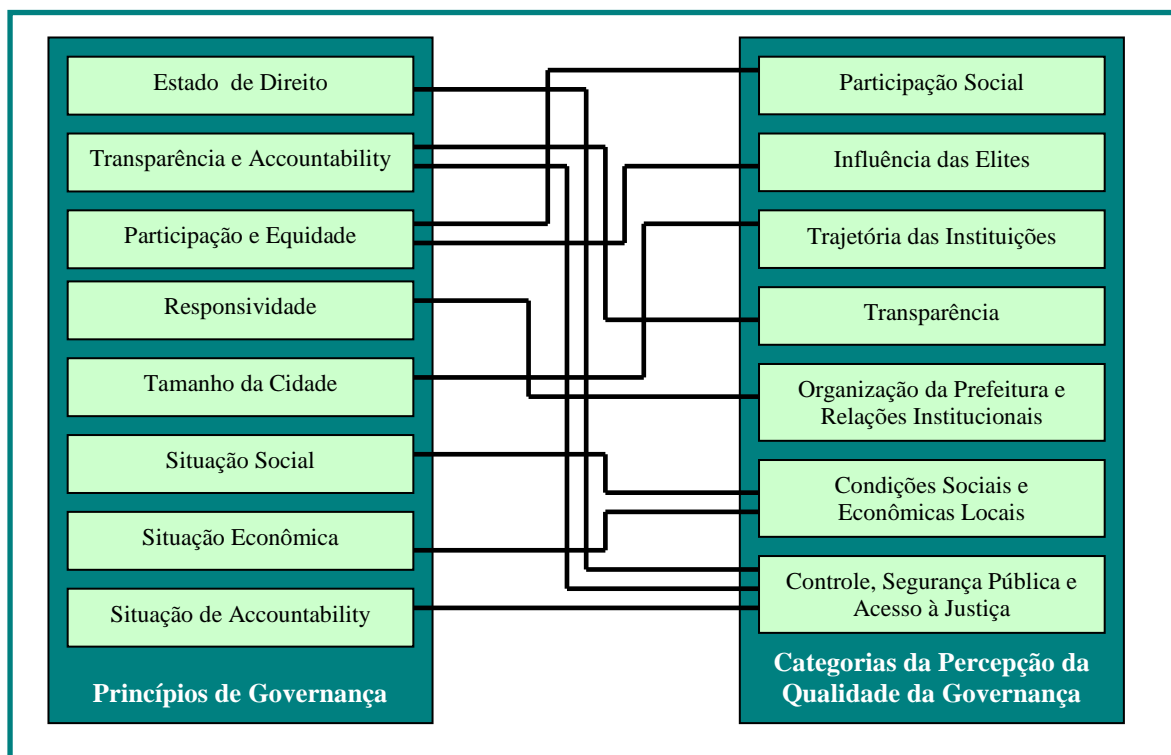 Estado de Direito
Transparência e Accountability
Participação e Equidade
Responsividade
Tamanho da Cidade
Situação Social
Situação Econômica
Situação de Accountability
Princípios de Governança
Participação Social
Influência das Elites
Trajetória das Instituições
Transparência
Organização da Prefeitura e
Relações Institucionais
Condições Sociais e
Econômicas Locais
Controle, Segurança Pública e
Acesso à Justiça
Categorias da Percepção da
Qualidade da Governança